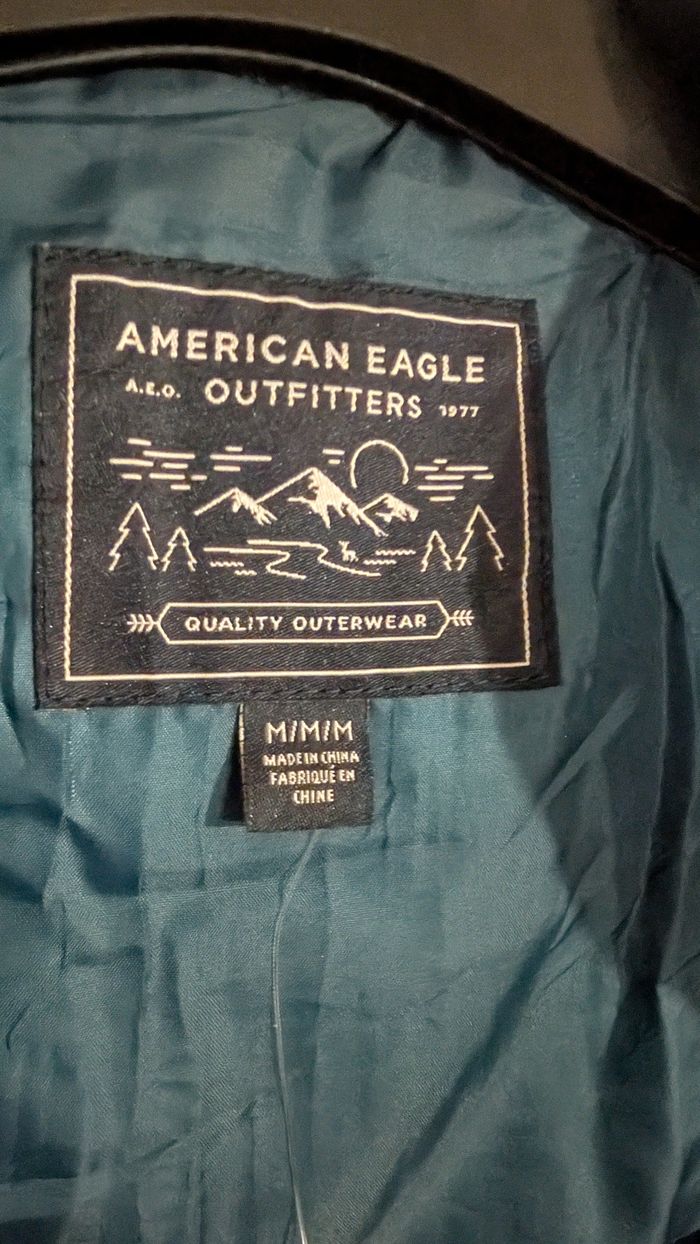 AMERICAN EAGLE
A.E.O. OUTFITTERS 1977
QUALITY OUTERWEAR
M/M/M
MADE IN CHINA
FABRIQUÉ EN
CHINE